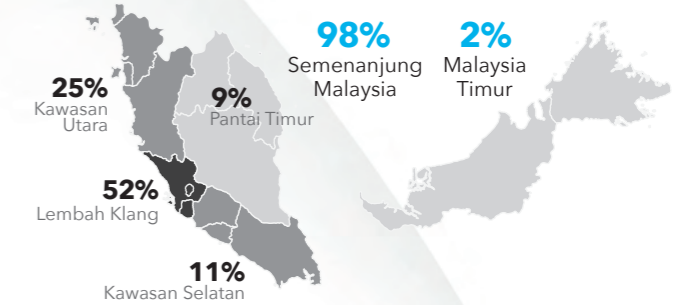 98%
Semenanjung
Malaysia
2%
Malaysia
Timur
25%
Kawasan
Utara
9%
Pantai Timur
52%
Lembah Klang
11%
Kawasan Selatan